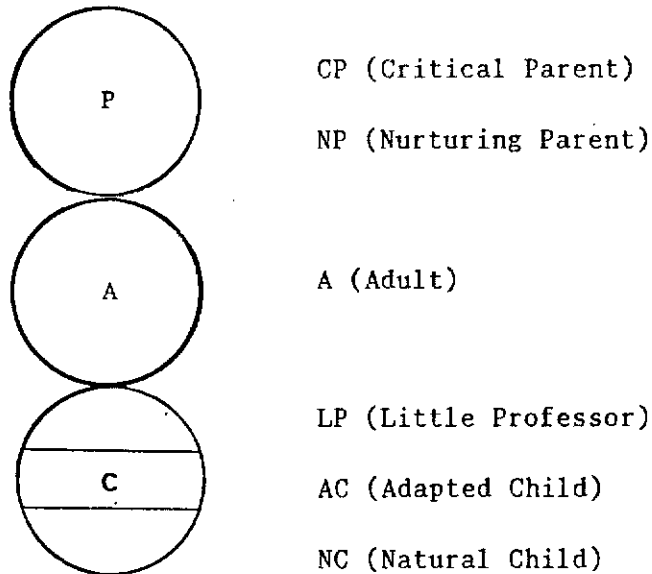 P
CP (Critical Parent)
NP (Nurturing Parent)
A
A (Adult)
LP (Little Professor)
C
AC (Adapted Child)
NC (Natural Child)